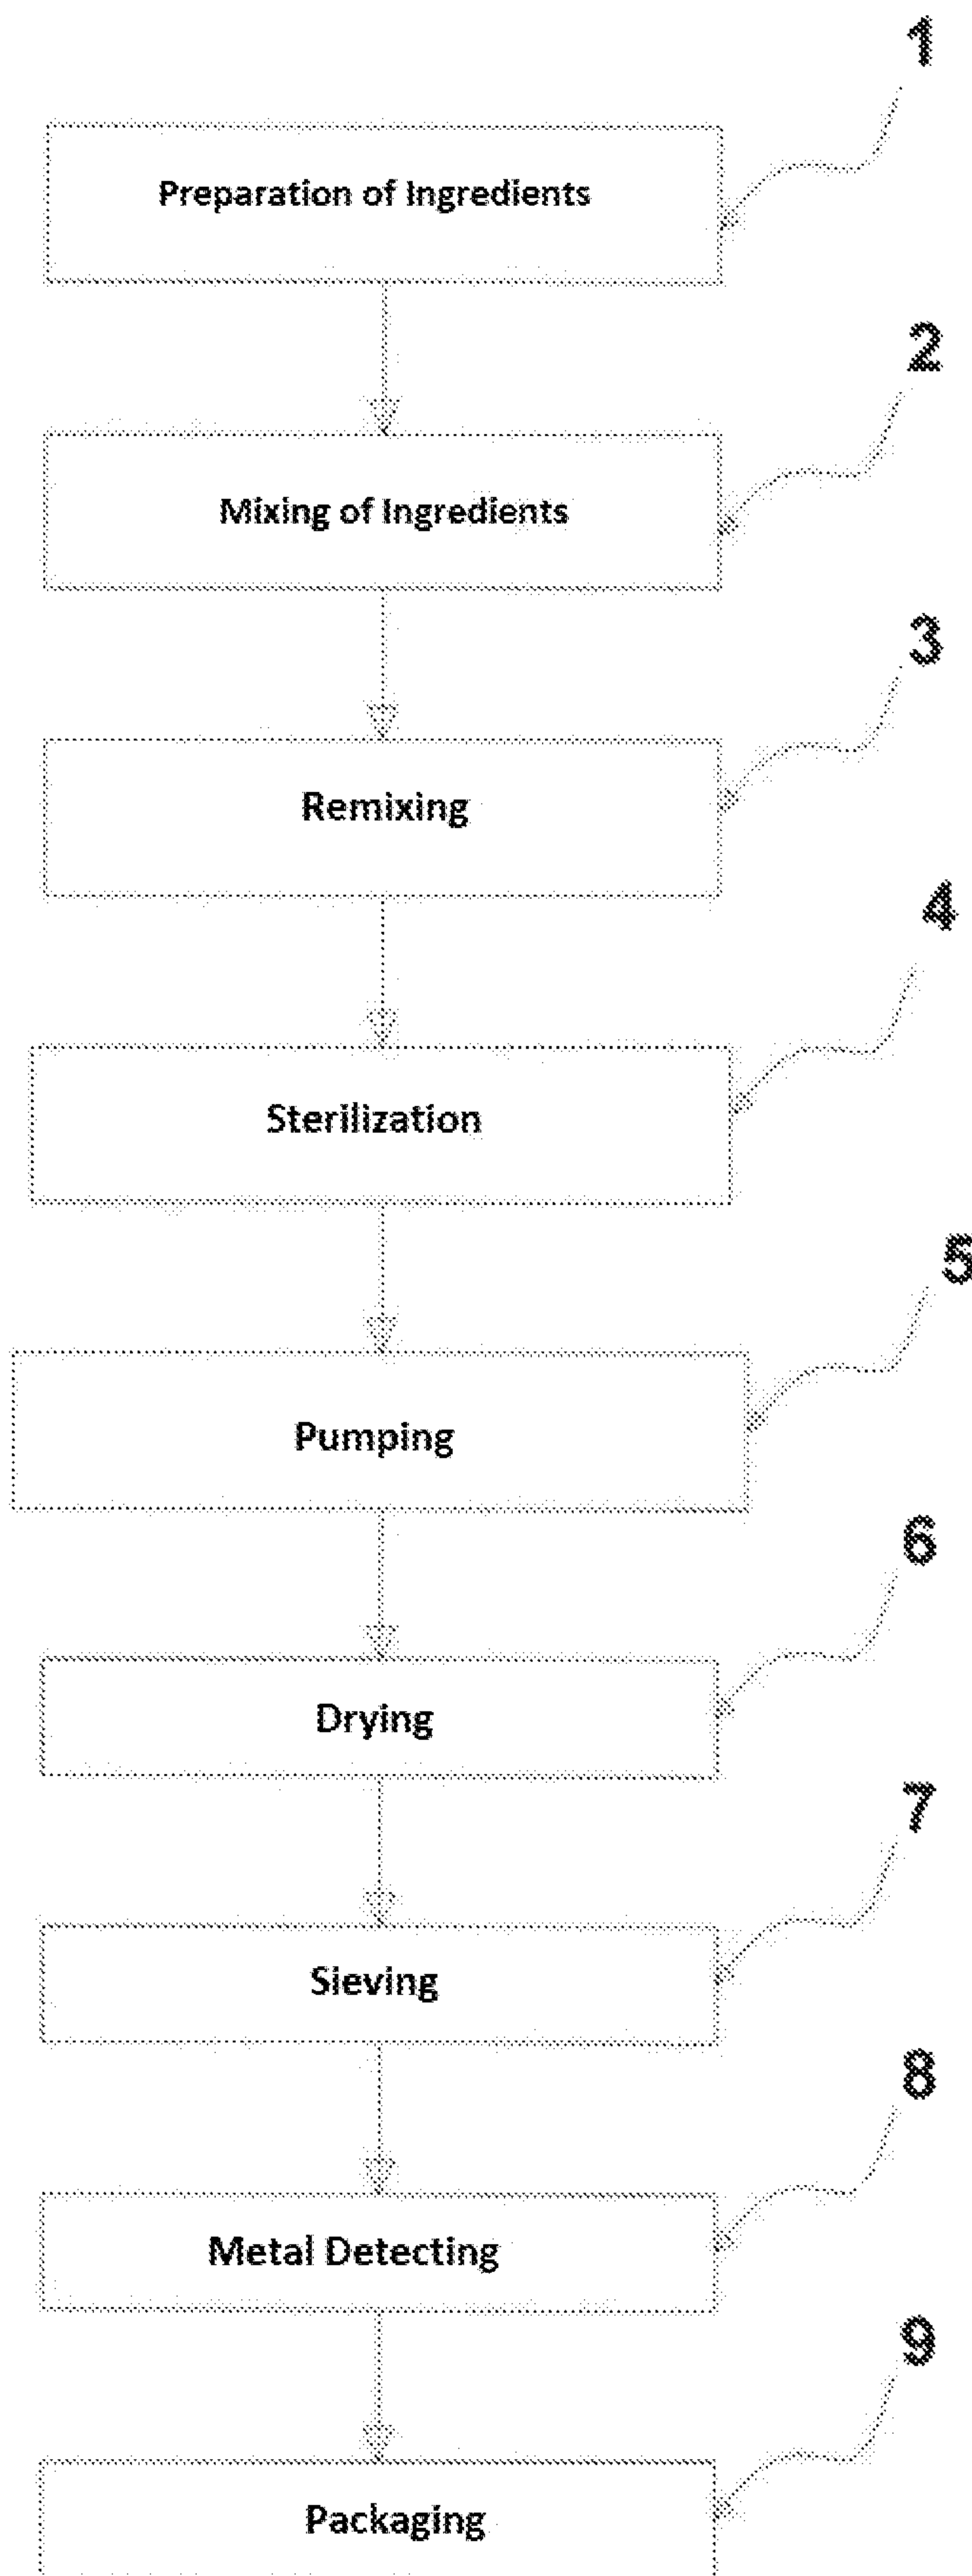 1
Preparation of Ingredients
2
Mixing of Ingredients
3
Remixing
4
Sterilization
5
Pumping
6
Drying
7
Sieving
8
Metal Detecting
9
Packaging